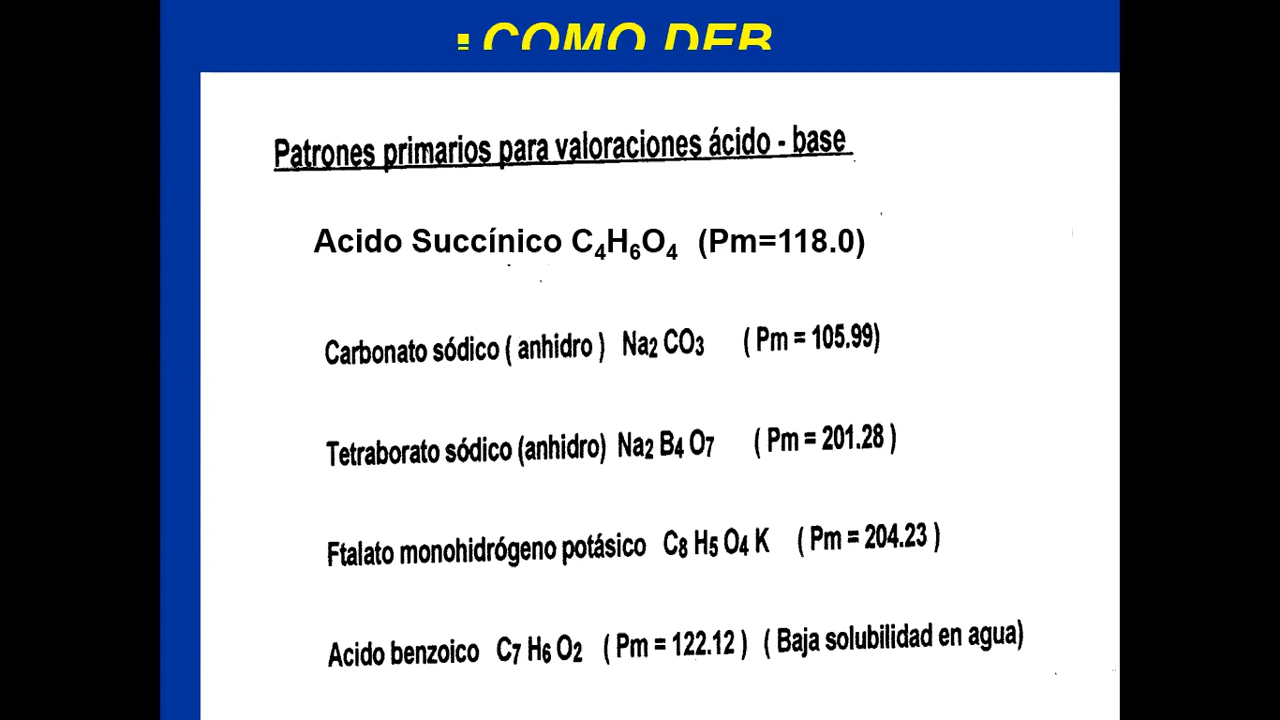 ¿COMO DEB
Patrones primarios para valoraciones ácido - base
Acido Succínico C₄H₆O₄ (Pm=118.0)
Carbonato sódico ( anhidro ) Na₂ CO₃ ( Pm = 105.99)
Tetraborato sódico (anhidro) Na₂ B₄ O₇ ( Pm = 201.28 )
Ftalato monohidrógeno potásico C₈ H₅ O₄ K ( Pm = 204.23 )
Acido benzoico C₇ H₆ O₂ ( Pm = 122.12 ) ( Baja solubilidad en agua)